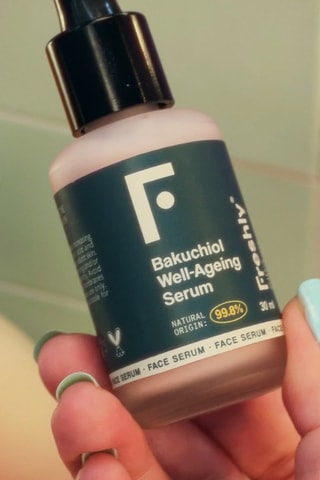 F.
Bakuchiol
Well-Ageing
Serum
Freshly
NATURAL
ORIGIN:
99.8%
30 ml
FACE SERUM · FACE SERUM · FACE SERUM